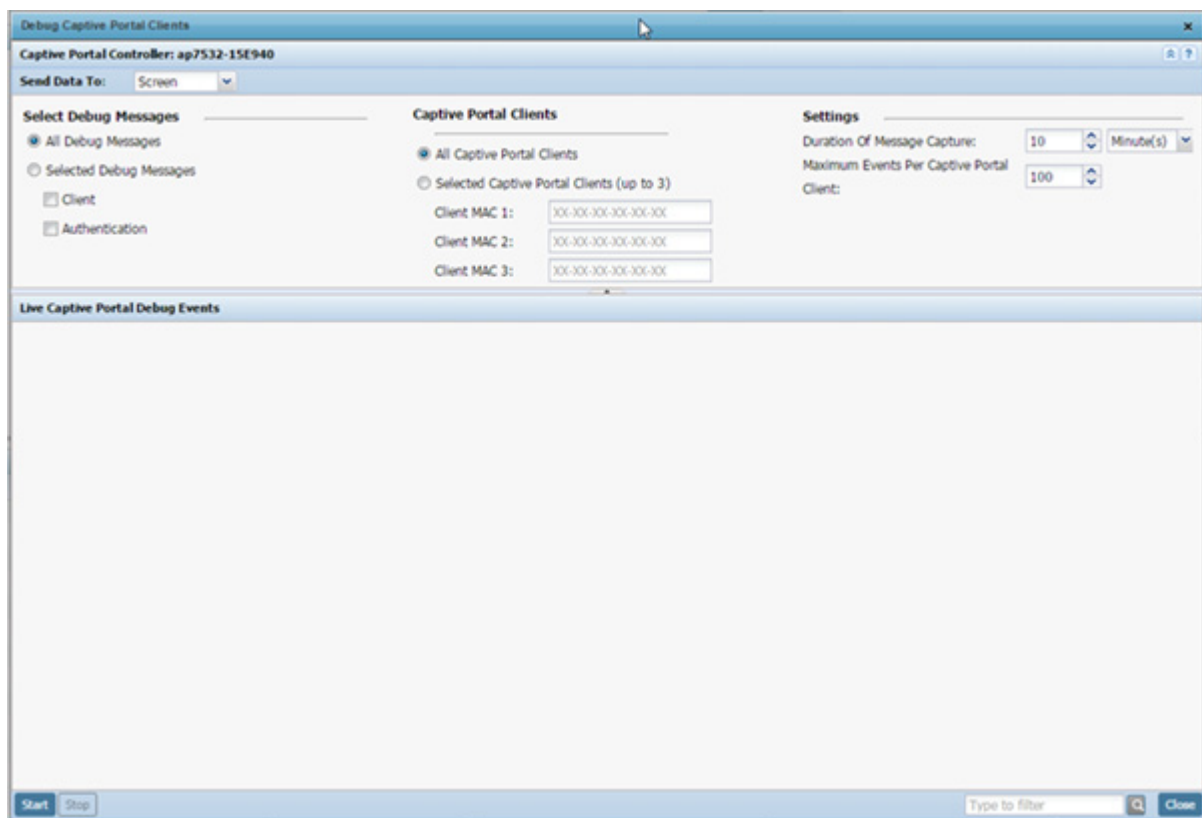 Debug Captive Portal Clients
Captive Portal Controller: ap7532-15E940
Send Data To: Screen
Select Debug Messages
All Debug Messages
Selected Debug Messages
Client
Authentication
Captive Portal Clients
All Captive Portal Clients
Selected Captive Portal Clients (up to 3)
Client MAC 1: XX-XX-XX-XX-XX-XX
Client MAC 2: XX-XX-XX-XX-XX-XX
Client MAC 3: XX-XX-XX-XX-XX-XX
Settings
Duration Of Message Capture: 10 Minute(s)
Maximum Events Per Captive Portal
Client: 100
Live Captive Portal Debug Events
Start Stop Type to filter Close